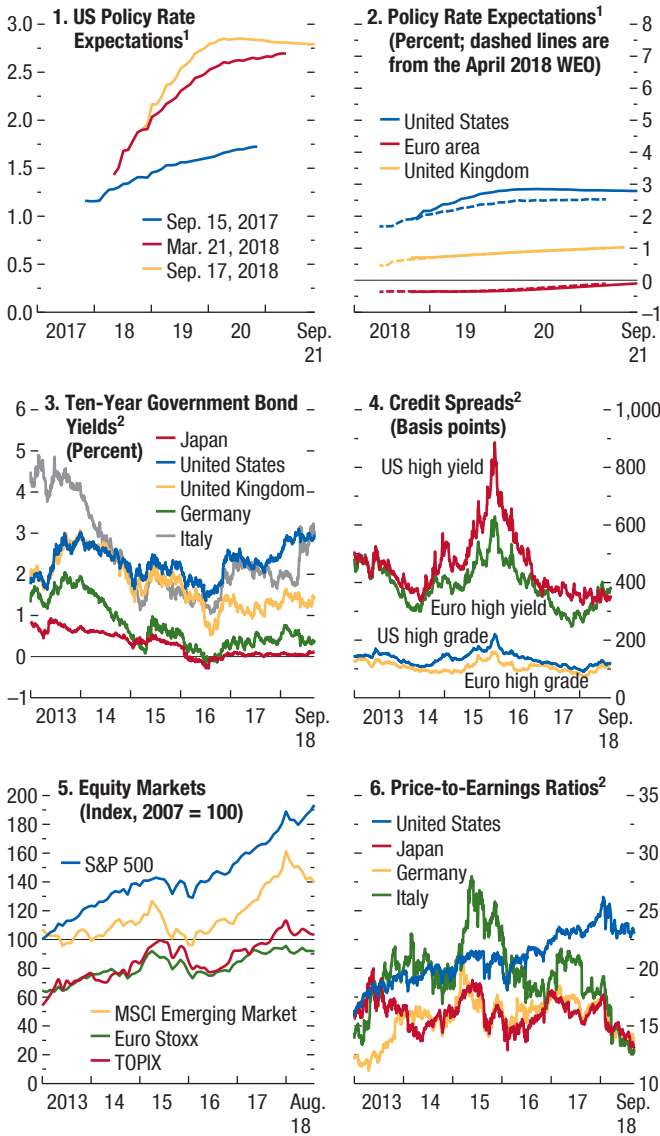 1. US Policy Rate
Expectations¹
3.0
2.5
2.0
1.5
1.0
0.5
0.0
Sep. 15, 2017
Mar. 21, 2018
Sep. 17, 2018
2017 18 19 20 Sep.
21
2. Policy Rate Expectations¹
(Percent; dashed lines are
from the April 2018 WEO)
United States
Euro area
United Kingdom
8
7
6
5
4
3
2
1
0
–1
2018 19 20 Sep.
21
3. Ten-Year Government Bond
Yields²
(Percent)
Japan
United States
United Kingdom
Germany
Italy
6
5
4
3
2
1
0
–1
2013 14 15 16 17 Sep.
18
4. Credit Spreads²
(Basis points)
US high yield
Euro high yield
US high grade
Euro high grade
1,000
800
600
400
200
0
2013 14 15 16 17 Sep.
18
5. Equity Markets
(Index, 2007 = 100)
S&P 500
MSCI Emerging Market
Euro Stoxx
TOPIX
200
180
160
140
120
100
80
60
40
20
0
2013 14 15 16 17 Aug.
18
6. Price-to-Earnings Ratios²
United States
Japan
Germany
Italy
35
30
25
20
15
10
2013 14 15 16 17 Sep.
18